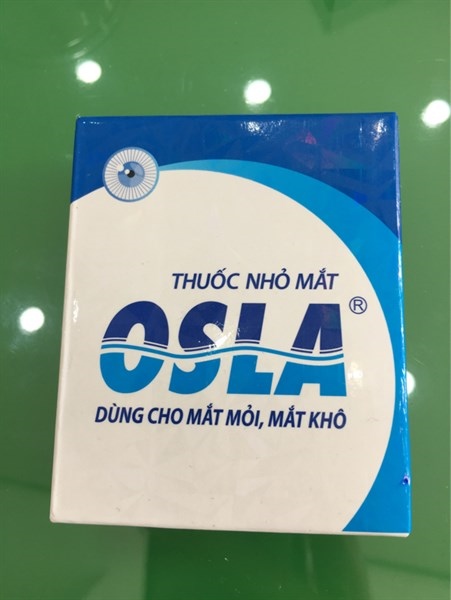 THUỐC NHỎ MẮT
OSLA®
DÙNG CHO MẮT MỎI, MẮT KHÔ